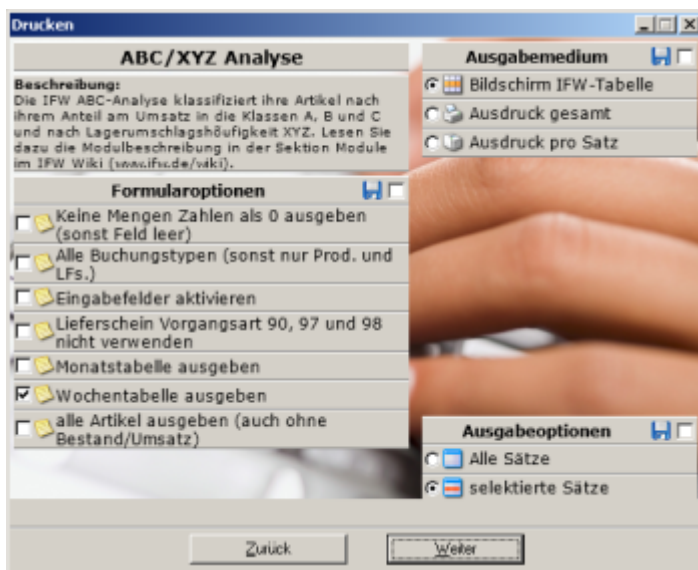 Drucken
ABC/XYZ Analyse
Beschreibung:
Die IFW ABC-Analyse klassifiziert ihre Artikel nach
ihrem Anteil am Umsatz in die Klassen A, B und C
und nach Lagerumschlagshöufigkeit XYZ. Lesen Sie
dazu die Modulbeschreibung in der Sektion Module
im IFW Wiki (www.ifw.de/wiki).
Formularoptionen
Keine Mengen Zahlen als 0 ausgeben
(sonst Feld leer)
Alle Buchungstypen (sonst nur Prod. und
LFs.)
Eingabefelder aktivieren
Lieferschein Vorgangsart 90, 97 und 98
nicht verwenden
Monatstabelle ausgeben
Wochentabelle ausgeben
alle Artikel ausgeben (auch ohne
Bestand/Umsatz)
Ausgabemedium
Bildschirm IFW-Tabelle
Ausdruck gesamt
Ausdruck pro Satz
Ausgabeoptionen
Alle Sätze
selektierte Sätze
Zurück
Weiter